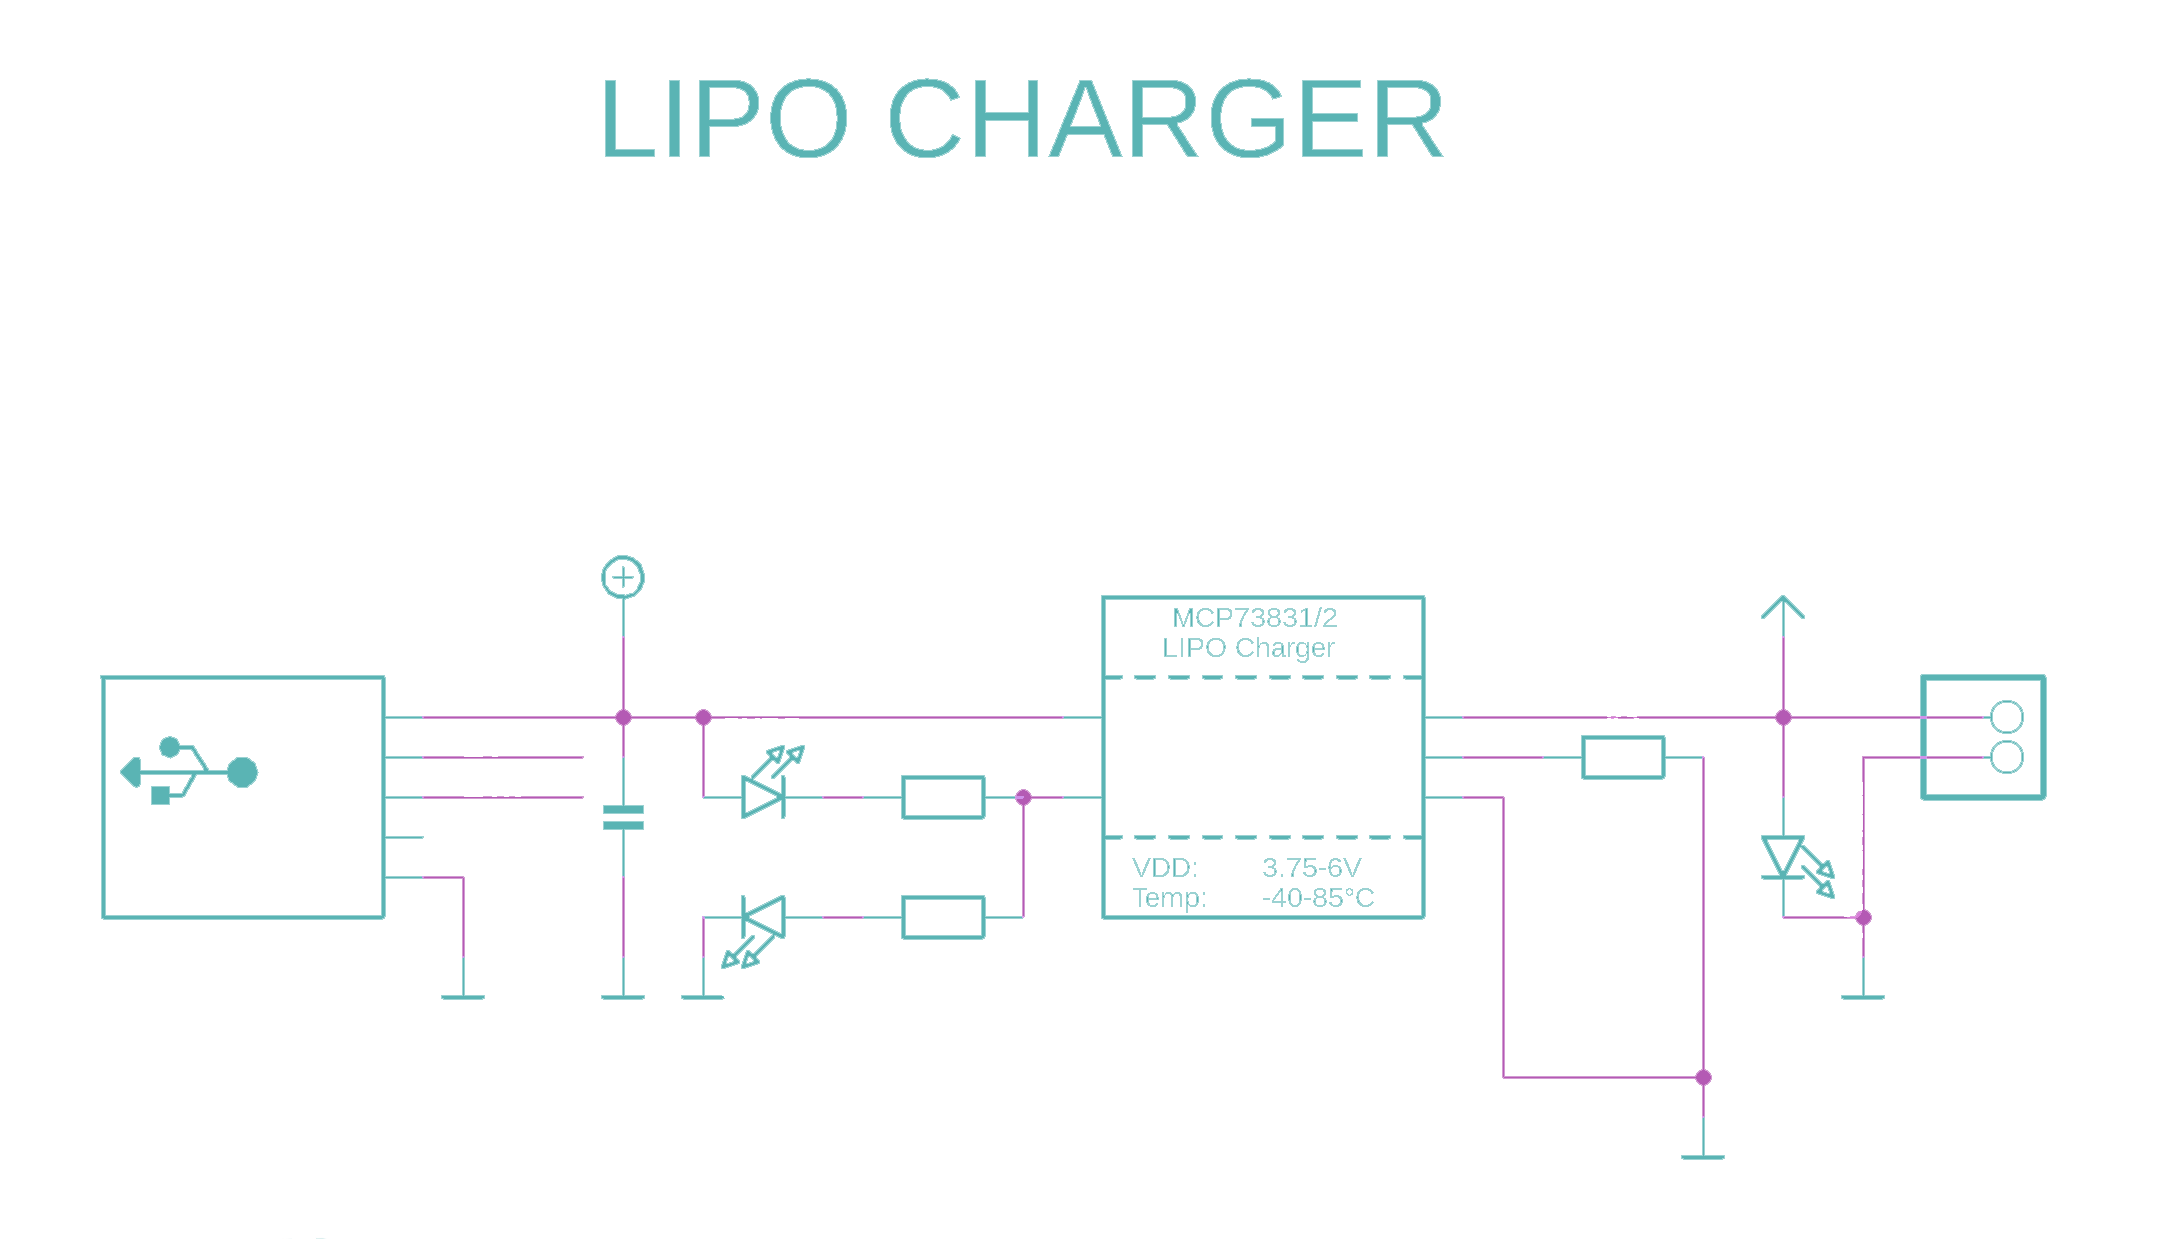 LIPO CHARGER
MCP73831/2
LIPO Charger
VDD: 3.75-6V
Temp: -40-85°C